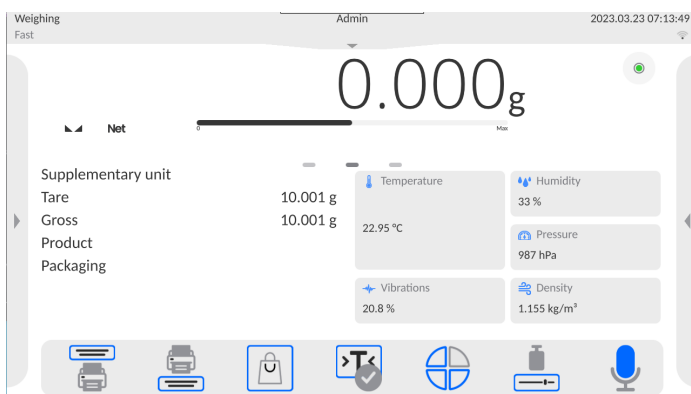 Weighing Admin 2023.03.23 07:13:49
Fast
0.000g
Net 0 Max
Supplementary unit
Tare 10.001 g
Gross 10.001 g
Product
Packaging
Temperature
22.95 °C
Humidity
33 %
Pressure
987 hPa
Vibrations
20.8 %
Density
1.155 kg/m³
>T<